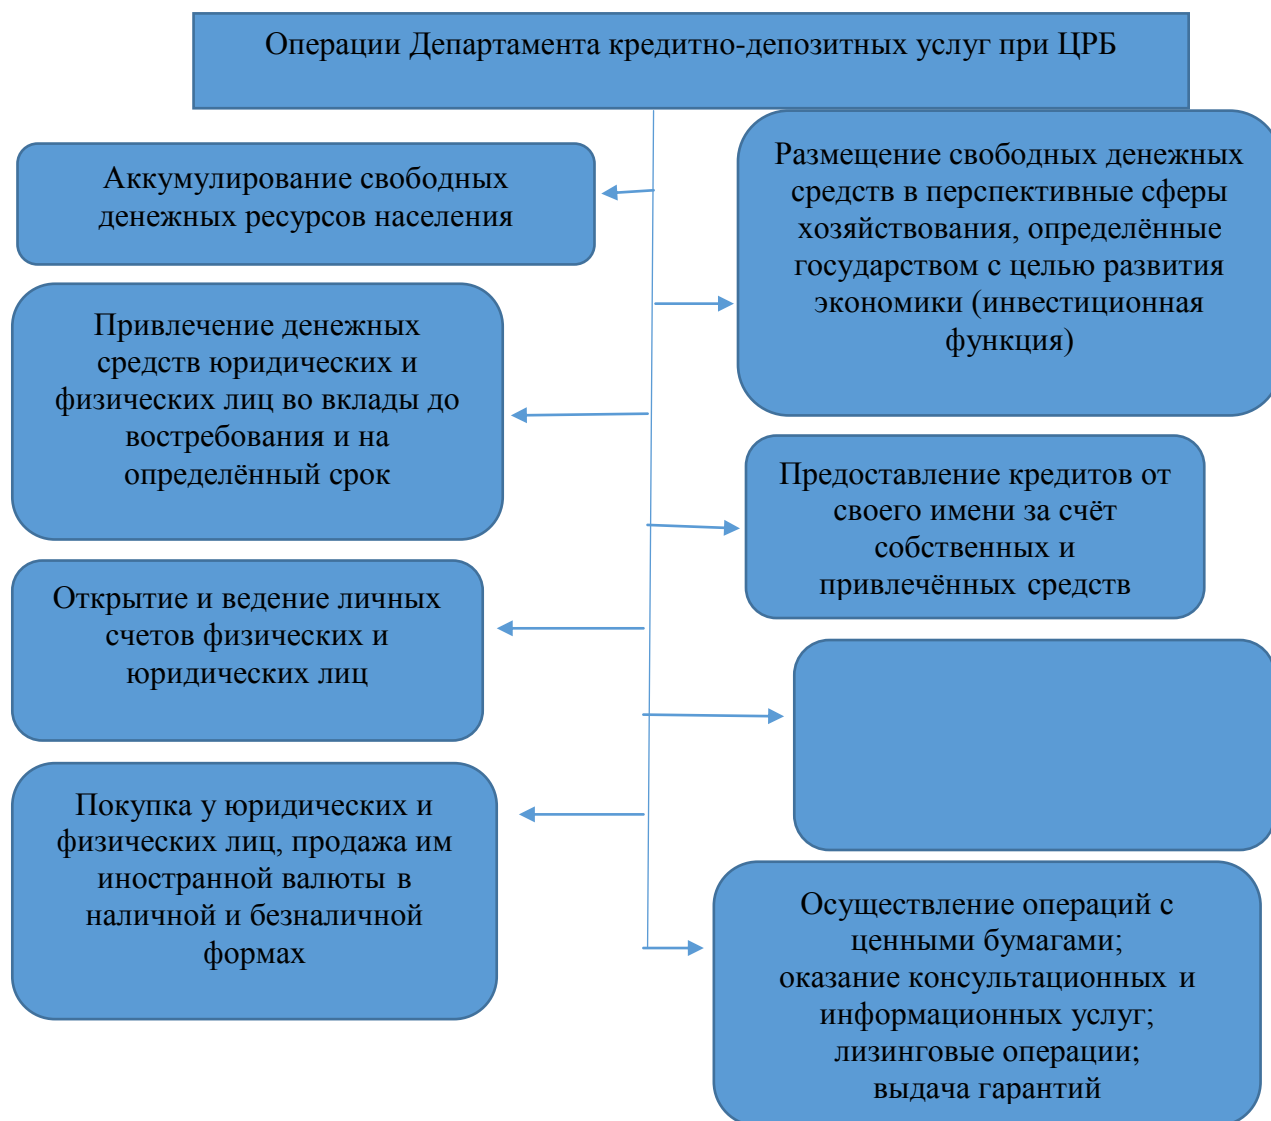 Операции Департамента кредитно-депозитных услуг при ЦРБ
Аккумулирование свободных
денежных ресурсов населения
Размещение свободных денежных
средств в перспективные сферы
хозяйствования, определённые
государством с целью развития
экономики (инвестиционная
функция)
Привлечение денежных
средств юридических и
физических лиц во вклады до
востребования и на
определённый срок
Предоставление кредитов от
своего имени за счёт
собственных и
привлечённых средств
Открытие и ведение личных
счетов физических и
юридических лиц
Покупка у юридических и
физических лиц, продажа им
иностранной валюты в
наличной и безналичной
формах
Осуществление операций с
ценными бумагами;
оказание консультационных и
информационных услуг;
лизинговые операции;
выдача гарантий